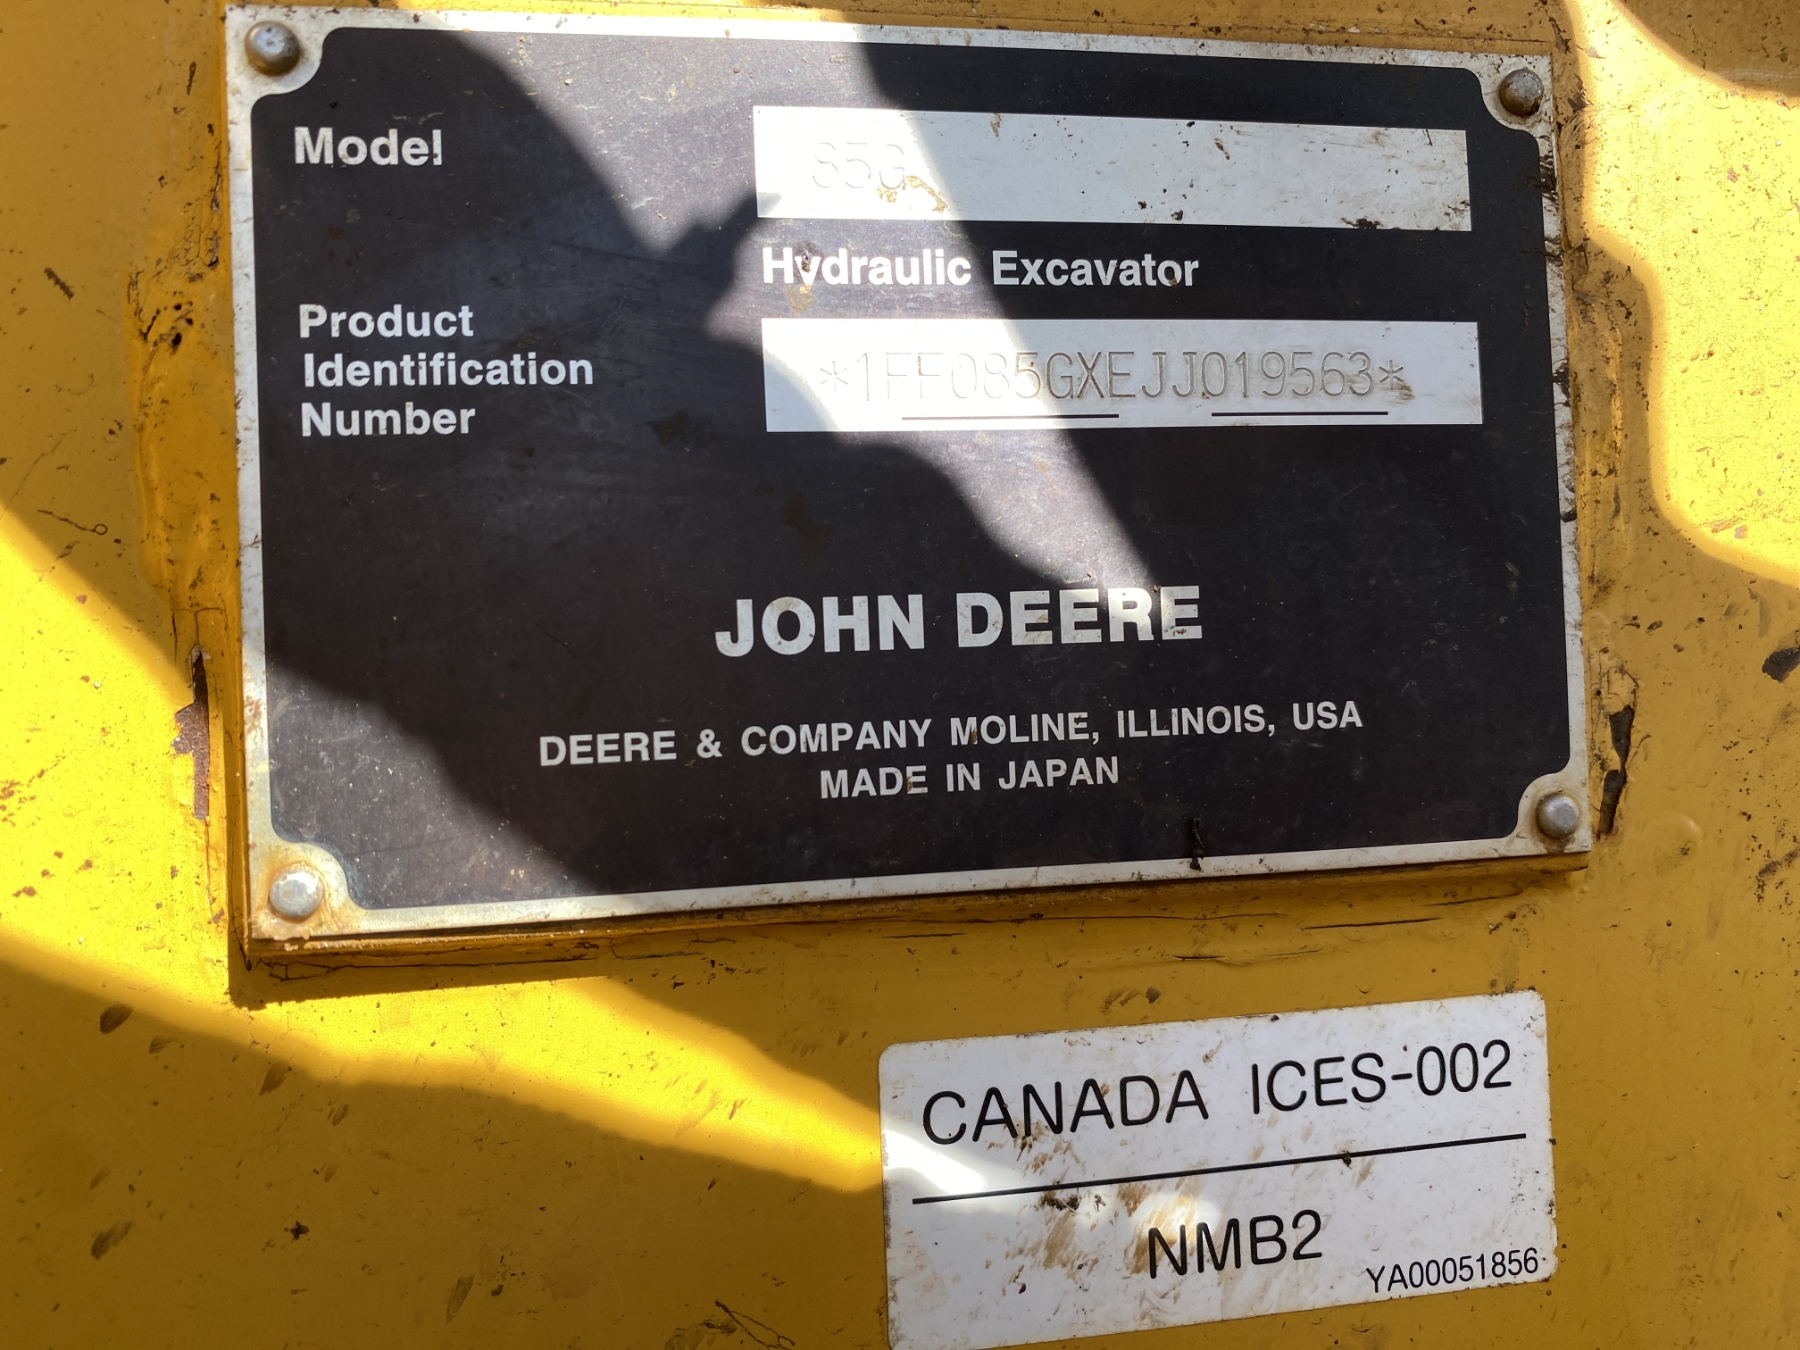 Model
85G
Hydraulic Excavator
Product
Identification
Number
*1FF085GXEJJ019563*
JOHN DEERE
DEERE & COMPANY MOLINE, ILLINOIS, USA
MADE IN JAPAN
CANADA ICES-002
NMB2
YA00051856